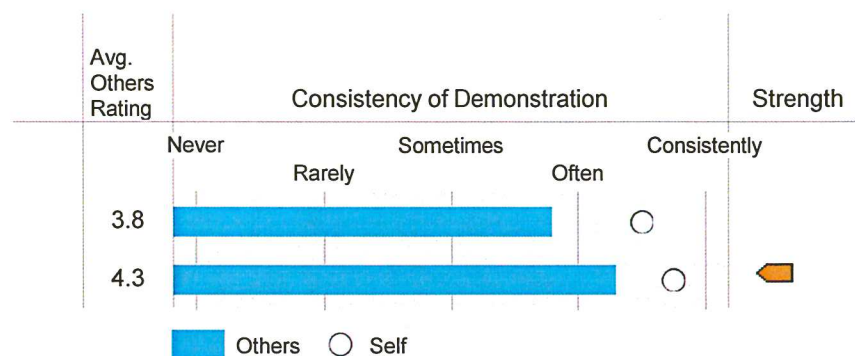 Avg.
Others
Rating
Consistency of Demonstration
Strength
Never
Sometimes
Consistently
Rarely
Often
3.8
4.3
Others
Self